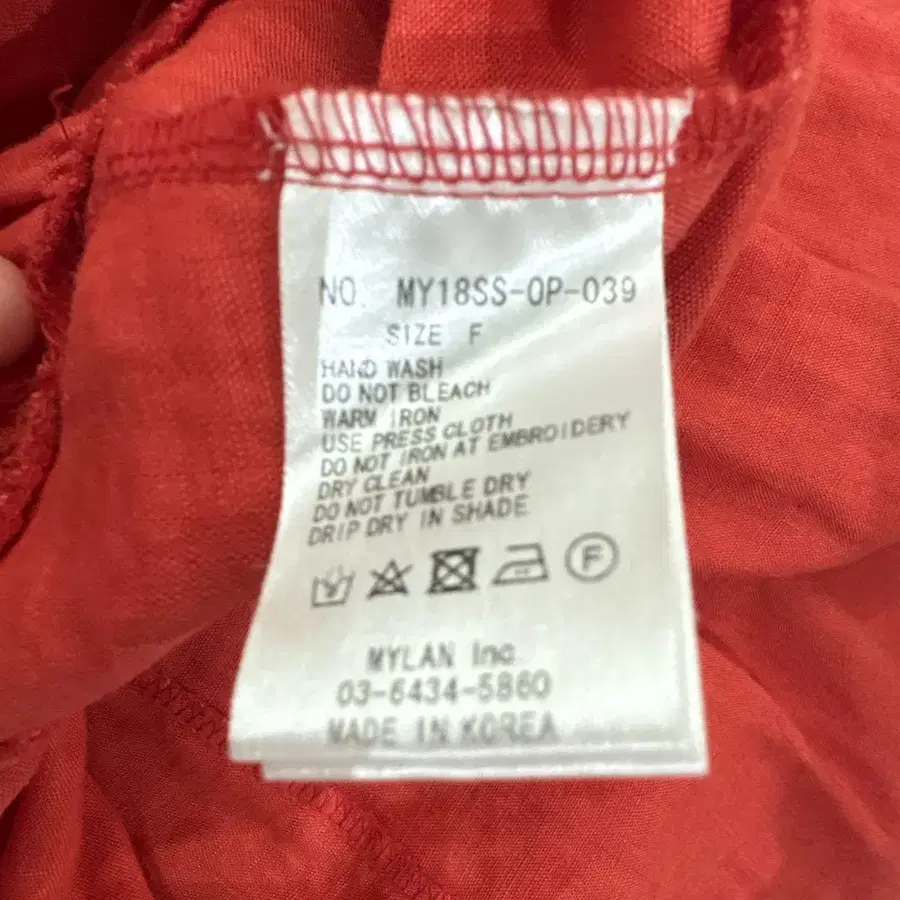 NO. MY18SS-OP-039
SIZE F
HAND WASH
DO NOT BLEACH
WARM IRON
USE PRESS CLOTH
DO NOT IRON AT EMBROIDERY
DRY CLEAN
DO NOT TUMBLE DRY
DRIP DRY IN SHADE
F
MYLAN Inc.
03-6434-5860
MADE IN KOREA